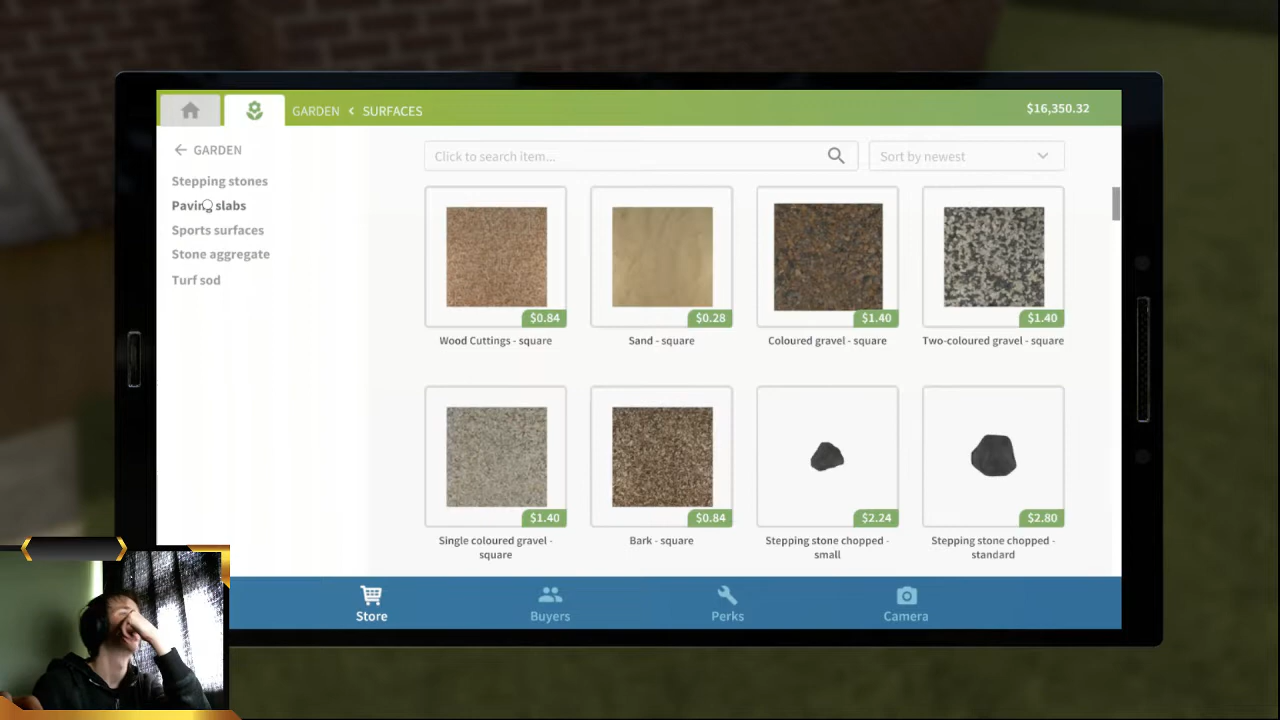 GARDEN < SURFACES
$16,350.32
GARDEN
Stepping stones
Paving slabs
Sports surfaces
Stone aggregate
Turf sod
Click to search item...
Sort by newest
$0.84
$0.28
$1.40
$1.40
Wood Cuttings - square
Sand - square
Coloured gravel - square
Two-coloured gravel - square
$1.40
$0.84
$2.24
$2.80
Single coloured gravel -
square
Bark - square
Stepping stone chopped -
small
Stepping stone chopped -
standard
Store
Buyers
Perks
Camera